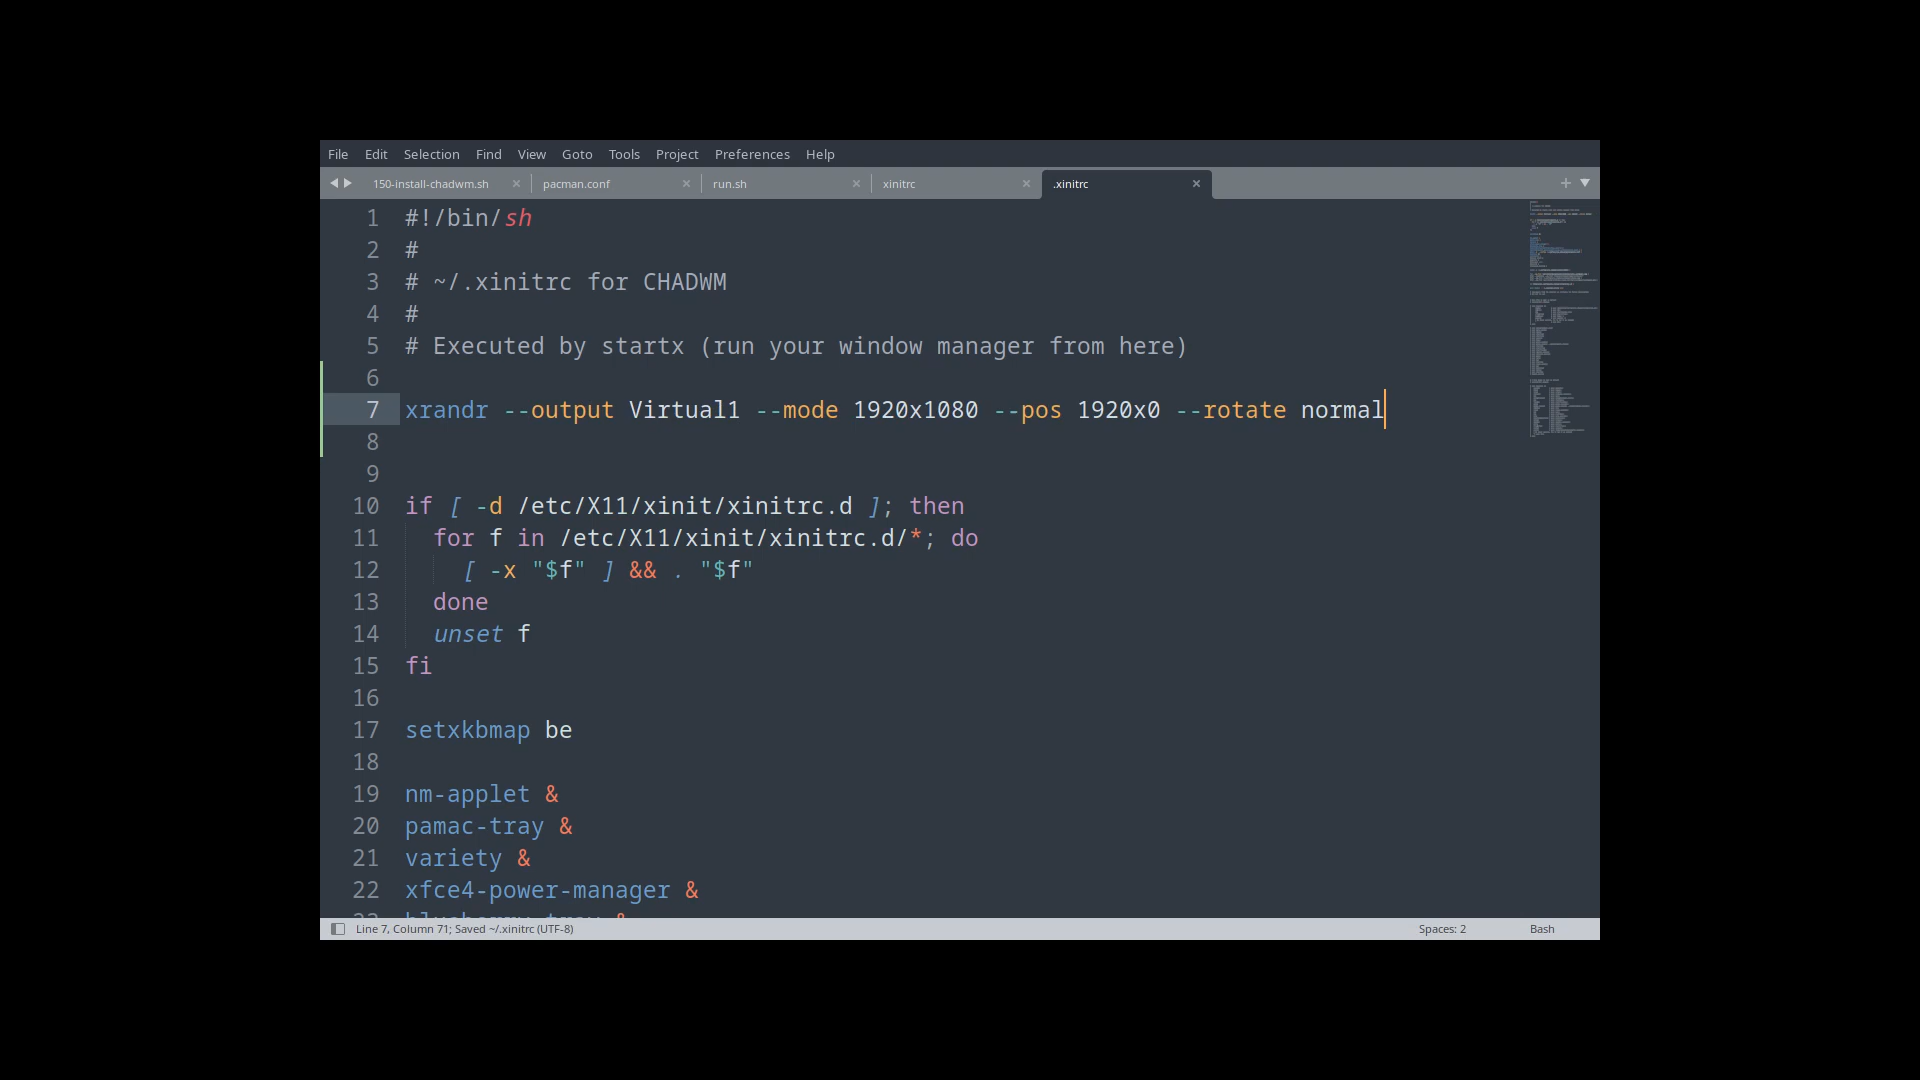 File Edit Selection Find View Goto Tools Project Preferences Help
150-install-chadwm.sh × pacman.conf × run.sh × xinitrc × .xinitrc × +
1 #!/bin/sh
2 #
3 # ~/.xinitrc for CHADWM
4 #
5 # Executed by startx (run your window manager from here)
6
7 xrandr --output Virtual1 --mode 1920x1080 --pos 1920x0 --rotate normal
8
9
10 if [ -d /etc/X11/xinit/xinitrc.d ]; then
11 for f in /etc/X11/xinit/xinitrc.d/*; do
12 [ -x "$f" ] && . "$f"
13 done
14 unset f
15 fi
16
17 setxkbmap be
18
19 nm-applet &
20 pamac-tray &
21 variety &
22 xfce4-power-manager &
Line 7, Column 71; Saved ~/.xinitrc (UTF-8) Spaces: 2 Bash